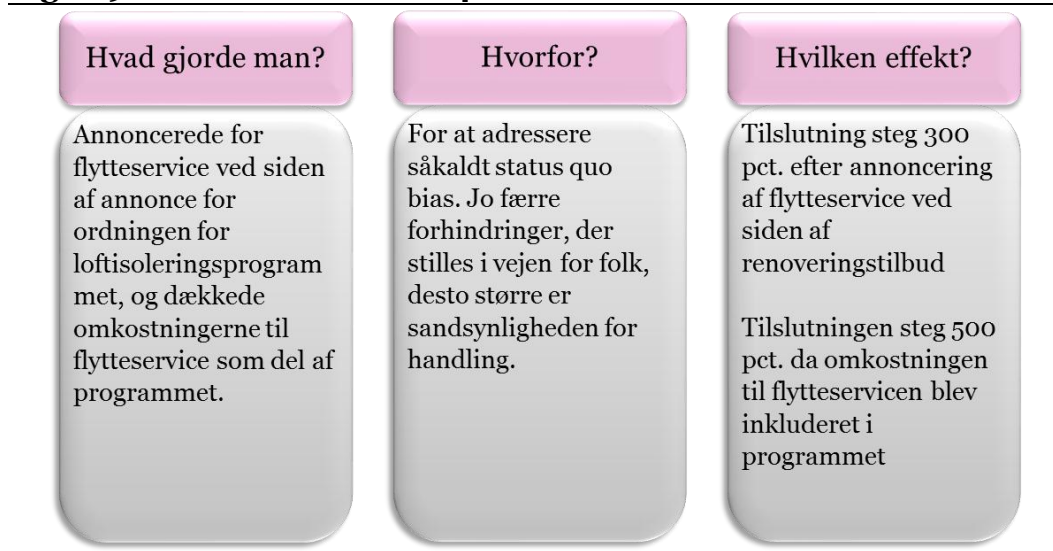 Hvad gjorde man?
Annoncerede for
flytteservice ved siden
af annonce for
ordningen for
loftisoleringsprogram
met, og dækkede
omkostningerne til
flytteservice som del af
programmet.
Hvorfor?
For at adressere
såkaldt status quo
bias. Jo færre
forhindringer, der
stilles i vejen for folk,
desto større er
sandsynligheden for
handling.
Hvilken effekt?
Tilslutning steg 300
pct. efter annoncering
af flytteservice ved
siden af
renoveringstilbud
Tilslutningen steg 500
pct. da omkostningen
til flytteservicen blev
inkluderet i
programmet